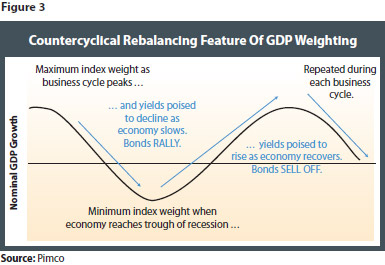 Figure 3
Countercyclical Rebalancing Feature Of GDP Weighting
Maximum index weight as
business cycle peaks ...
Repeated during
each business
cycle.
... and yields poised
to decline as
economy slows.
Bonds RALLY.
... yields poised to
rise as economy recovers.
Bonds SELL OFF.
Nominal GDP Growth
Minimum index weight when
economy reaches trough of recession ...
Source: Pimco